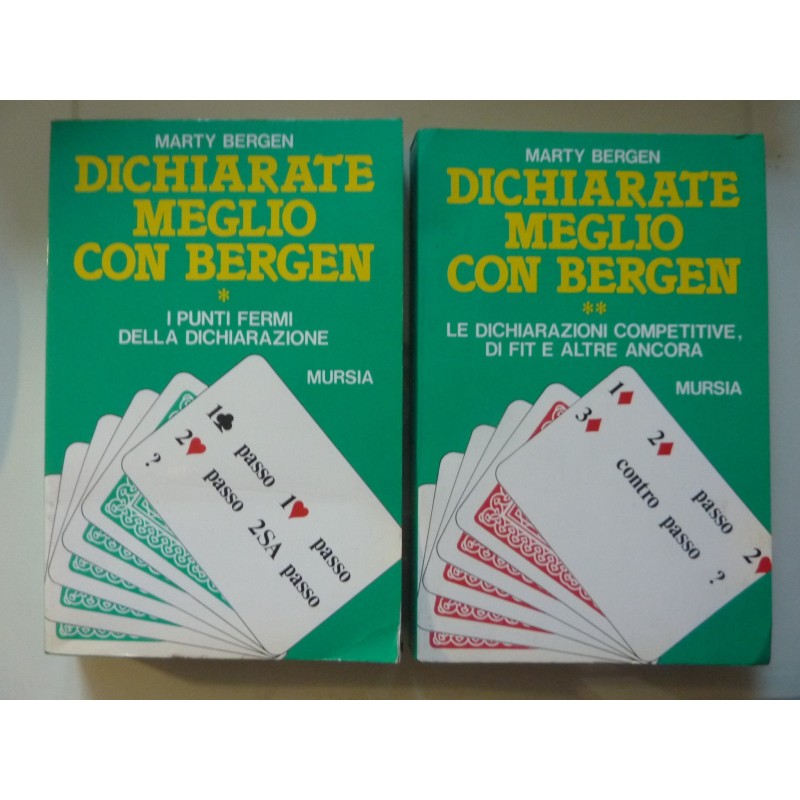 MARTY BERGEN
DICHIARATE
MEGLIO
CON BERGEN
*
I PUNTI FERMI
DELLA DICHIARAZIONE
MURSIA
1♣ passo 1♥ passo
2♥ passo 2SA passo
?
MARTY BERGEN
DICHIARATE
MEGLIO
CON BERGEN
**
LE DICHIARAZIONI COMPETITIVE,
DI FIT E ALTRE ANCORA
MURSIA
1♦ 2♦ passo 2♥
3♦ contro passo ?